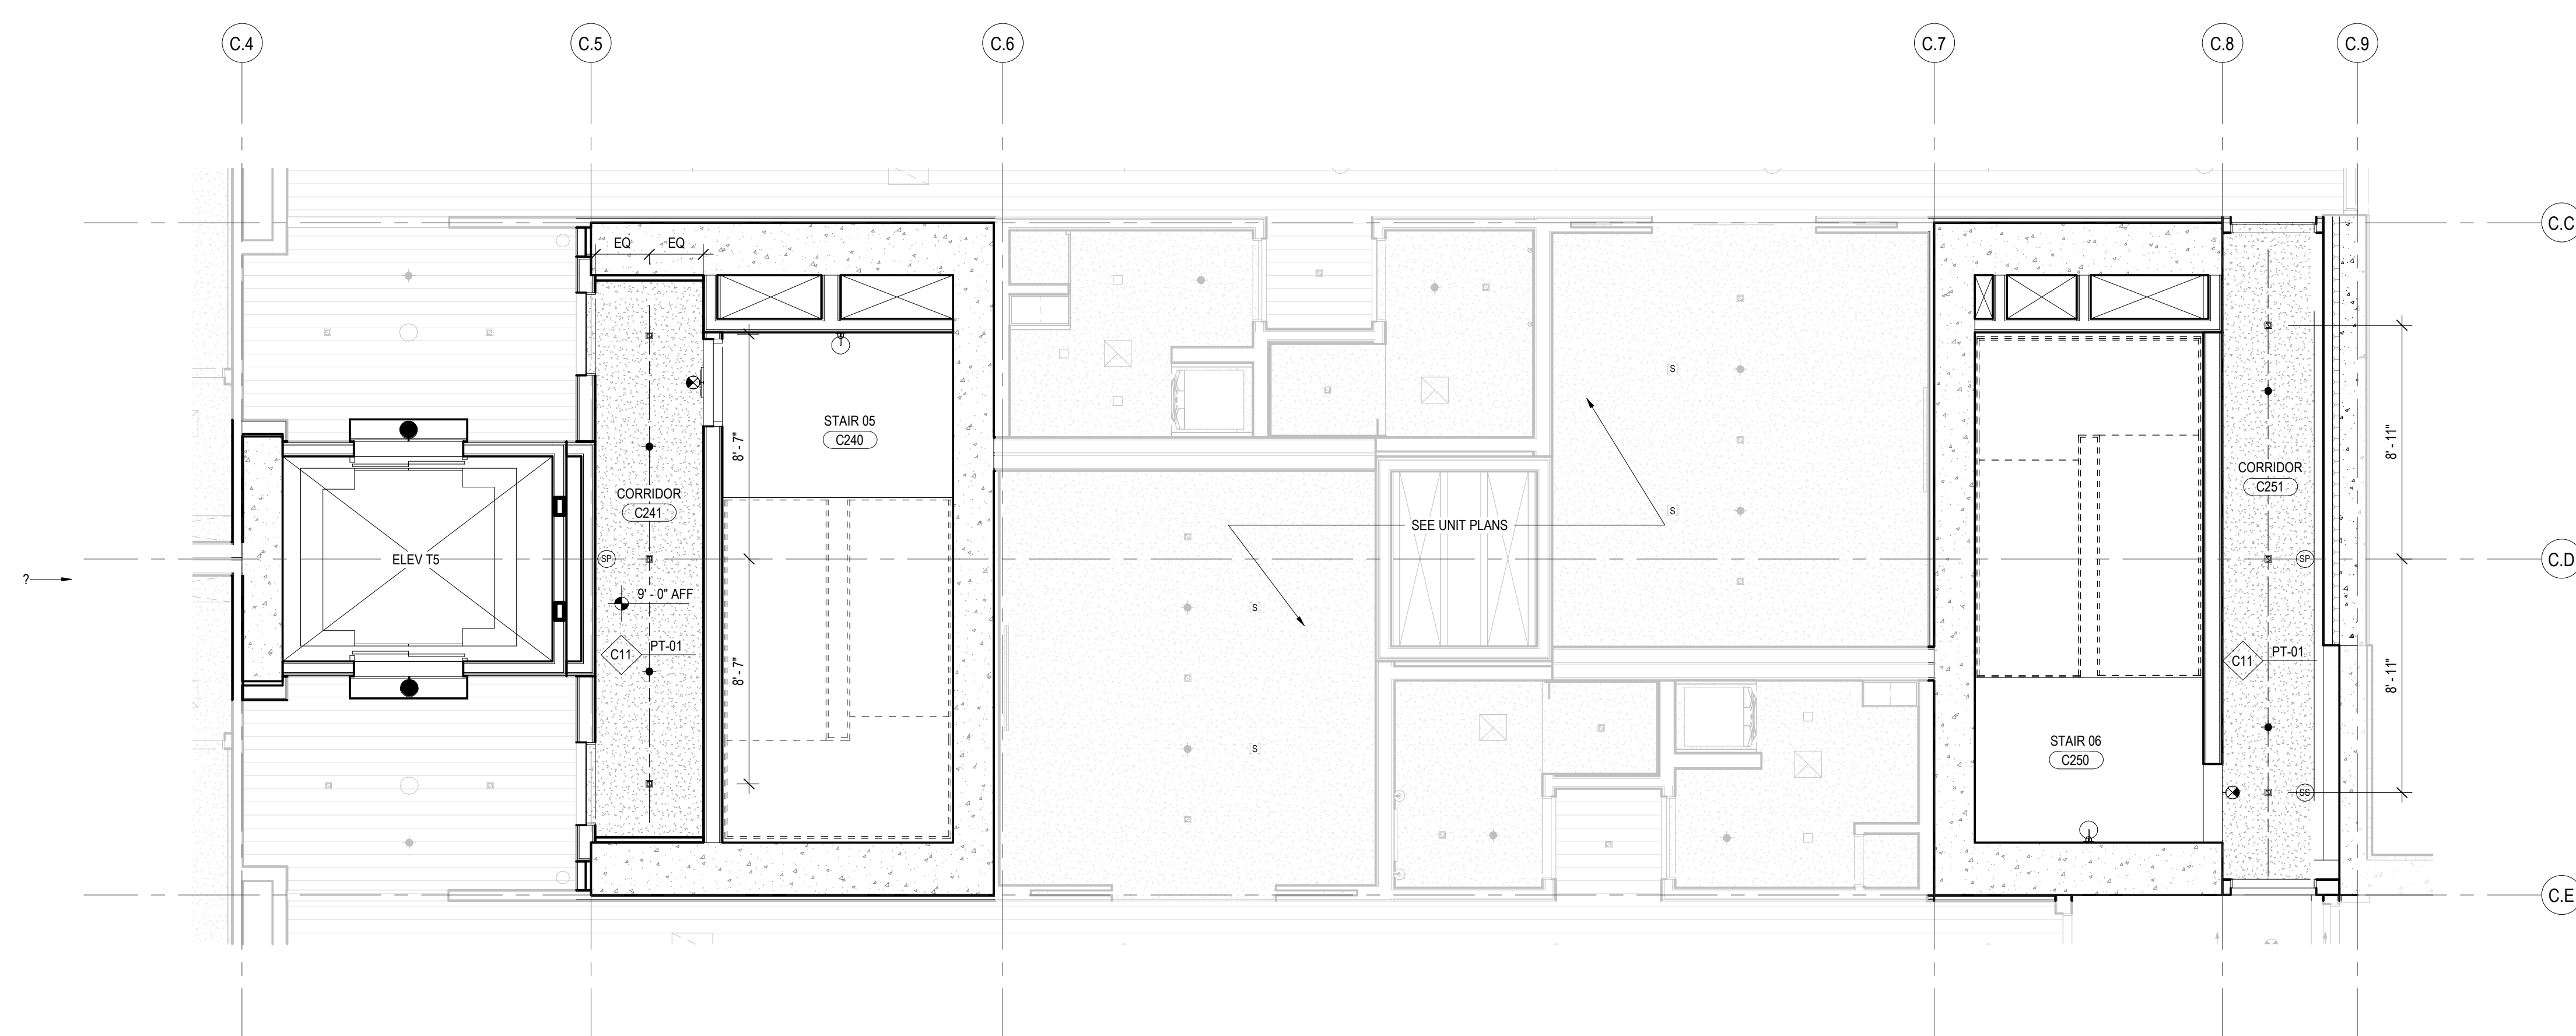 C.4
C.5
C.6
C.7
C.8
C.9
C.C
EQ
EQ
S
STAIR 05
C240
8' - 7"
8' - 11"
CORRIDOR
C251
CORRIDOR
C241
S
SEE UNIT PLANS
ELEV T5
SP
SP
C.D
?
9' - 0" AFF
S
C11
PT-01
C11
PT-01
8' - 7"
8' - 11"
STAIR 06
C250
S
SS
C.E